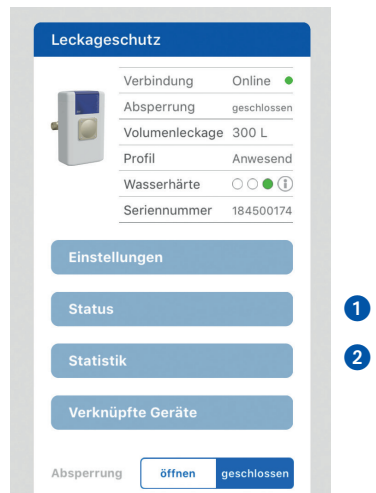 Leckageschutz
Verbindung Online
Absperrung geschlossen
Volumenleckage 300 L
Profil Anwesend
Wasserhärte i
Seriennummer 184500174
Einstellungen
Status 1
Statistik 2
Verknüpfte Geräte
Absperrung öffnen geschlossen